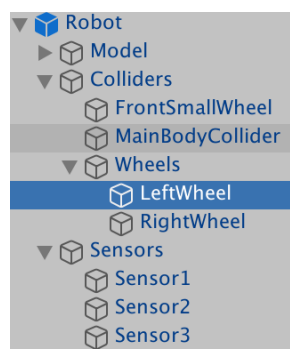 Robot
Model
Colliders
FrontSmallWheel
MainBodyCollider
Wheels
LeftWheel
RightWheel
Sensors
Sensor1
Sensor2
Sensor3